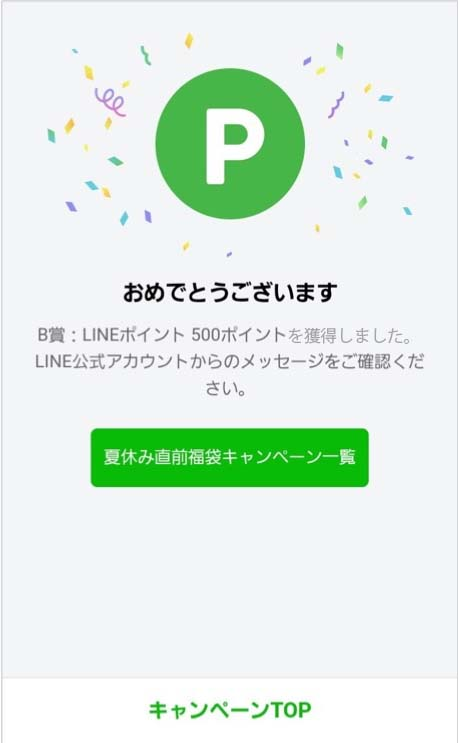 P
おめでとうございます
B賞：LINEポイント 500ポイントを獲得しました。
LINE公式アカウントからのメッセージをご確認くだ
さい。
夏休み直前福袋キャンペーン一覧
キャンペーンTOP